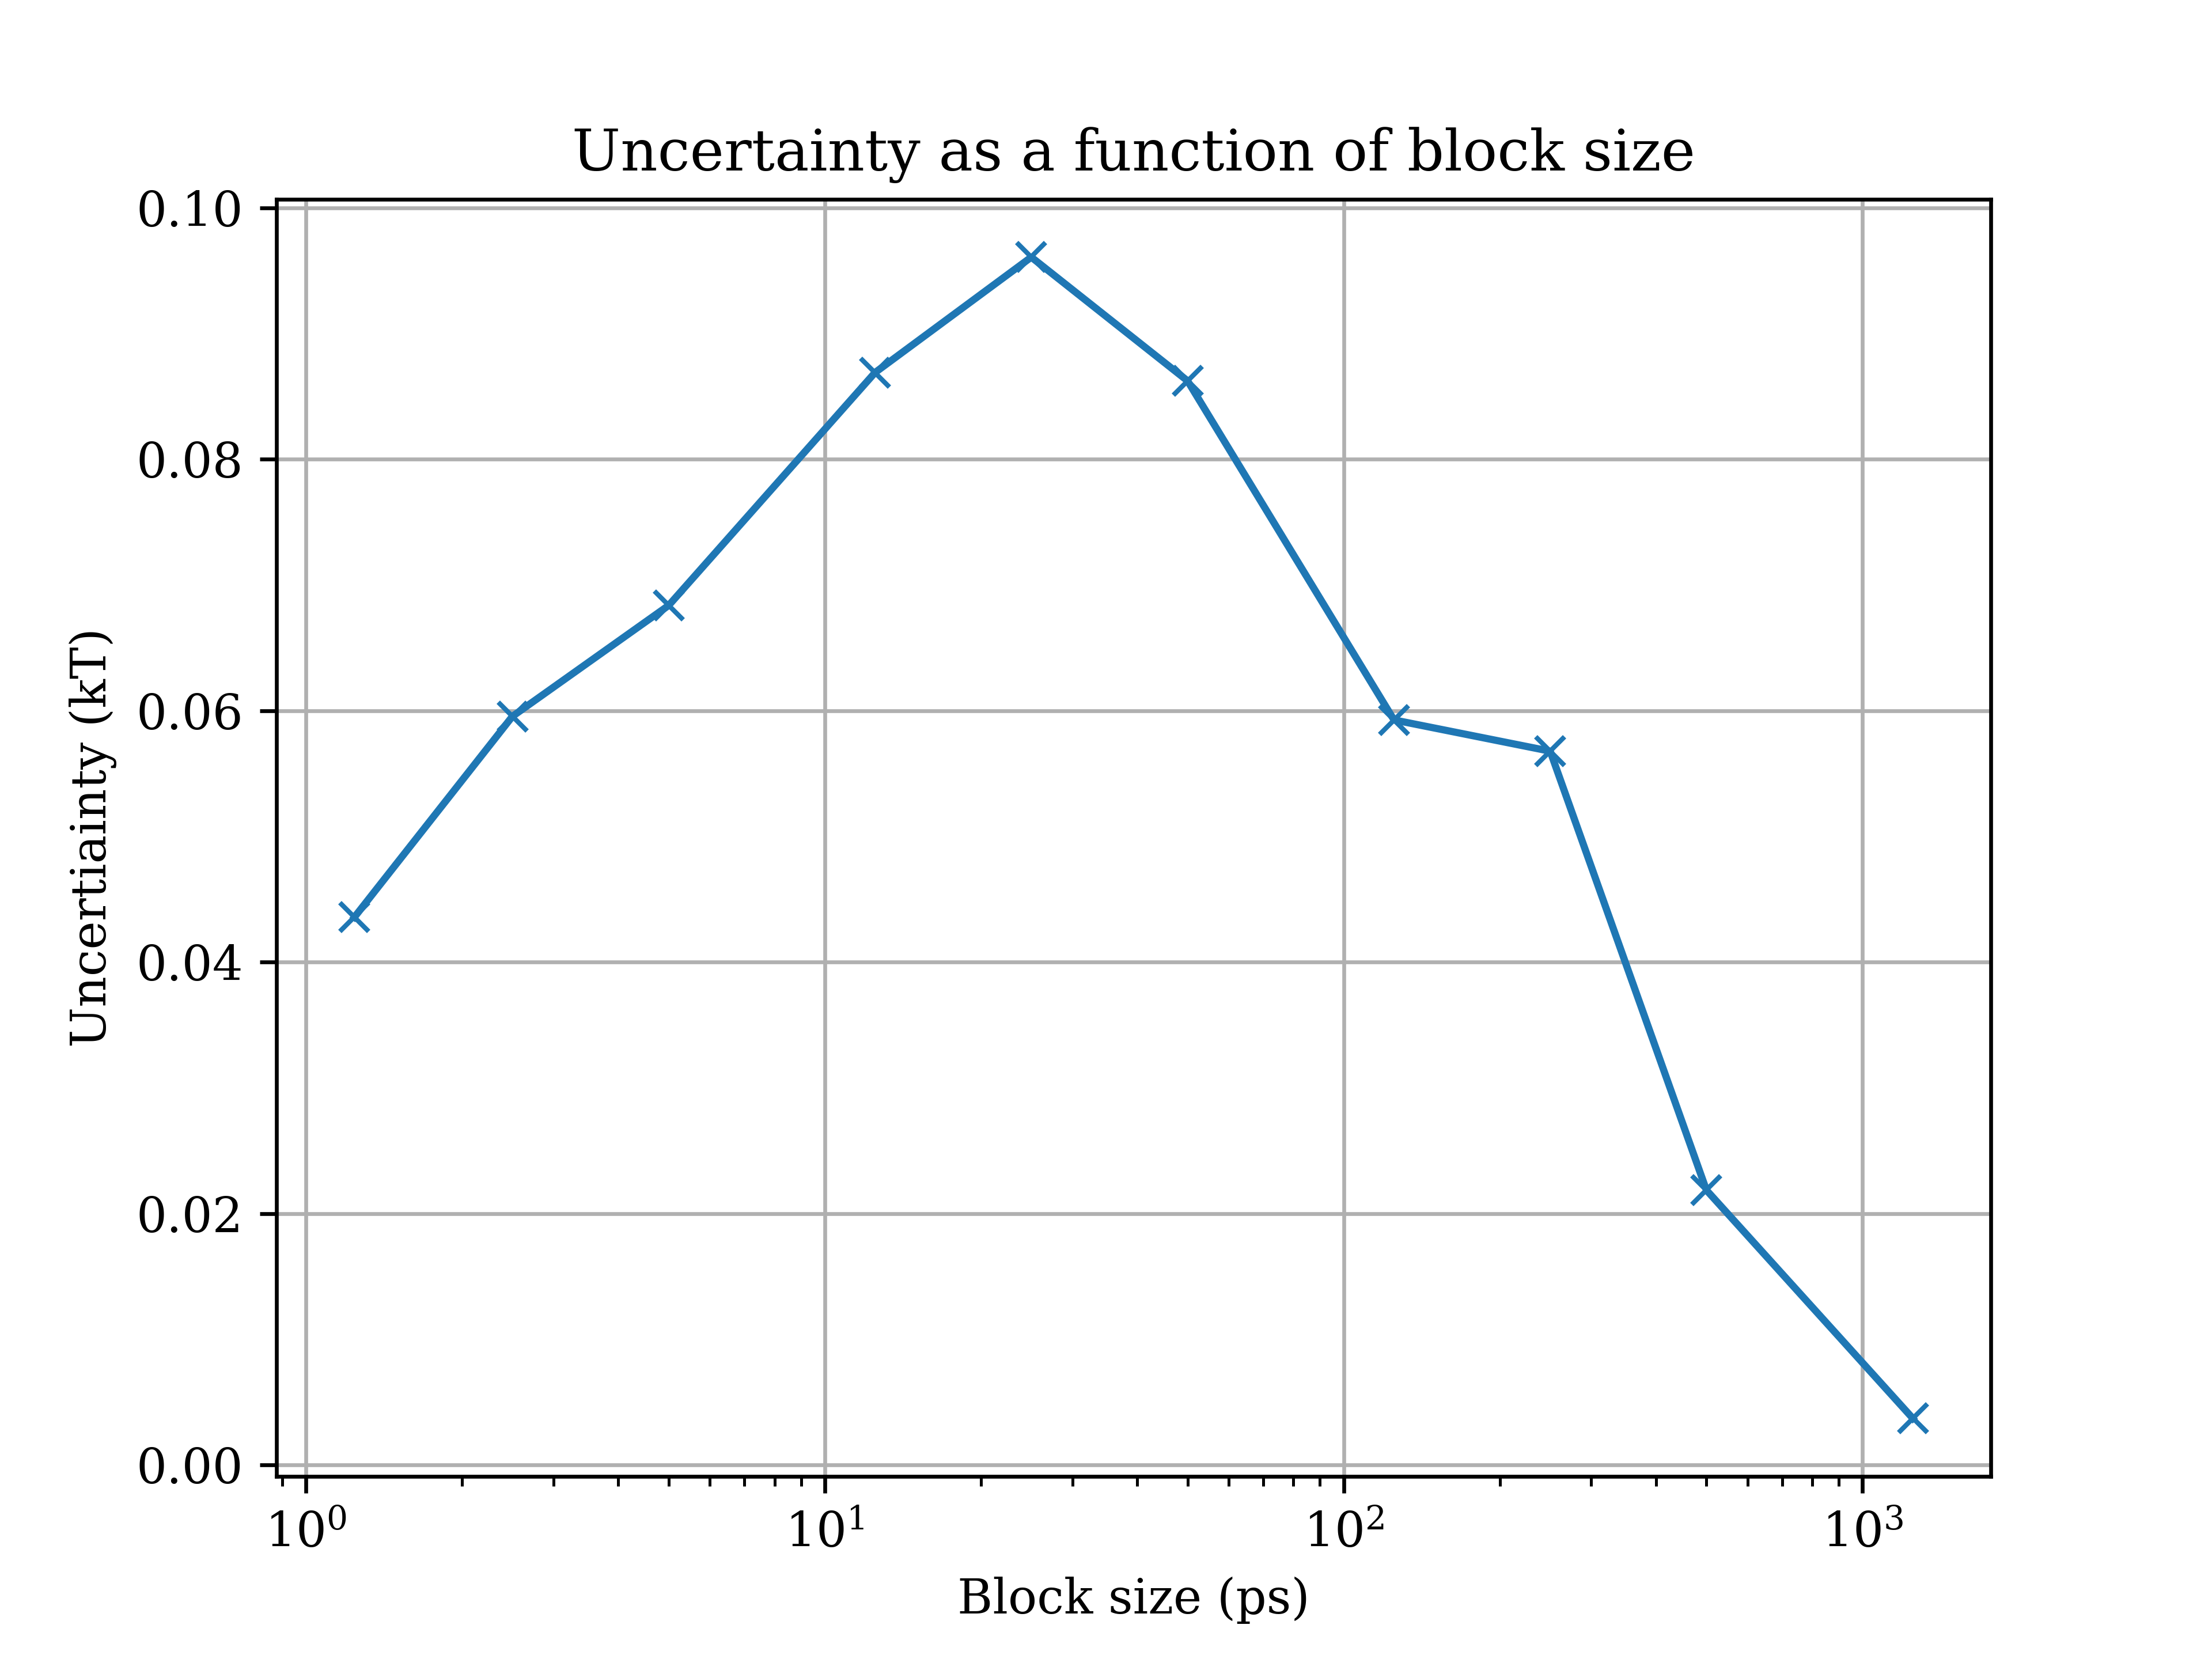 Uncertainty as a function of block size
0.10
0.08
0.06
0.04
0.02
0.00
Uncertiainty (kT)
10⁰ 10¹ 10² 10³
Block size (ps)